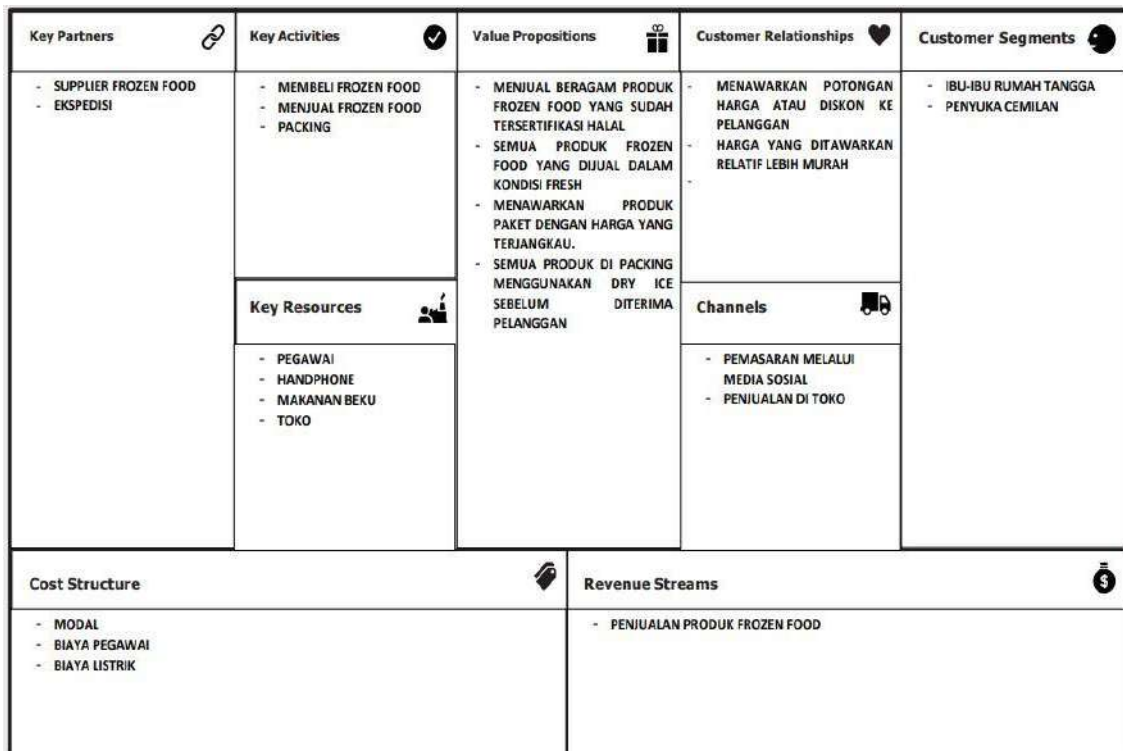 Key Partners
- SUPPLIER FROZEN FOOD
- EKSPEDISI
Key Activities
- MEMBELI FROZEN FOOD
- MENJUAL FROZEN FOOD
- PACKING
Key Resources
- PEGAWAI
- HANDPHONE
- MAKANAN BEKU
- TOKO
Value Propositions
- MENJUAL BERAGAM PRODUK
FROZEN FOOD YANG SUDAH
TERSERTIFIKASI HALAL
- SEMUA PRODUK FROZEN
FOOD YANG DIJUAL DALAM
KONDISI FRESH
- MENAWARKAN PRODUK
PAKET DENGAN HARGA YANG
TERJANGKAU.
- SEMUA PRODUK DI PACKING
MENGGUNAKAN DRY ICE
SEBELUM DITERIMA
PELANGGAN
Customer Relationships
- MENAWARKAN POTONGAN
HARGA ATAU DISKON KE
PELANGGAN
- HARGA YANG DITAWARKAN
RELATIF LEBIH MURAH
-
Channels
- PEMASARAN MELALUI
MEDIA SOSIAL
- PENJUALAN DI TOKO
Customer Segments
- IBU-IBU RUMAH TANGGA
- PENYUKA CEMILAN
Cost Structure
- MODAL
- BIAYA PEGAWAI
- BIAYA LISTRIK
Revenue Streams
$
- PENJUALAN PRODUK FROZEN FOOD